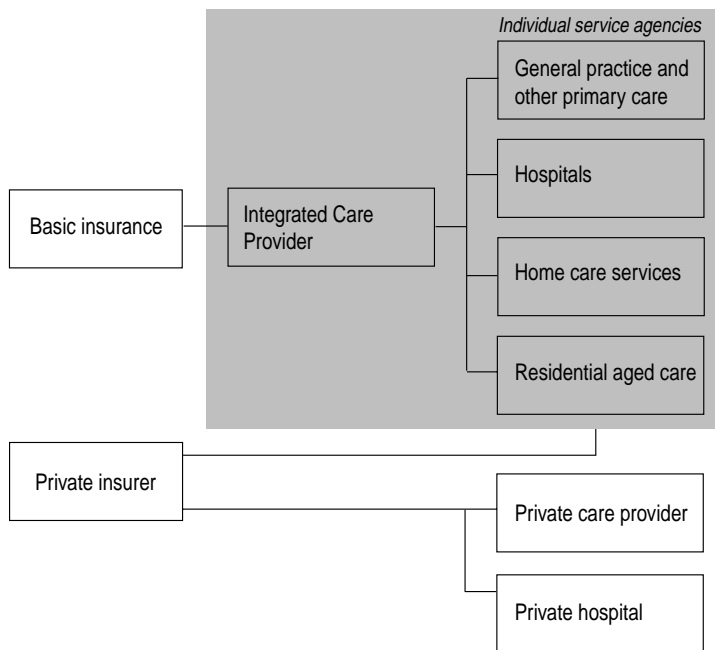 Individual service agencies
General practice and
other primary care
Hospitals
Basic insurance
Integrated Care
Provider
Home care services
Residential aged care
Private insurer
Private care provider
Private hospital